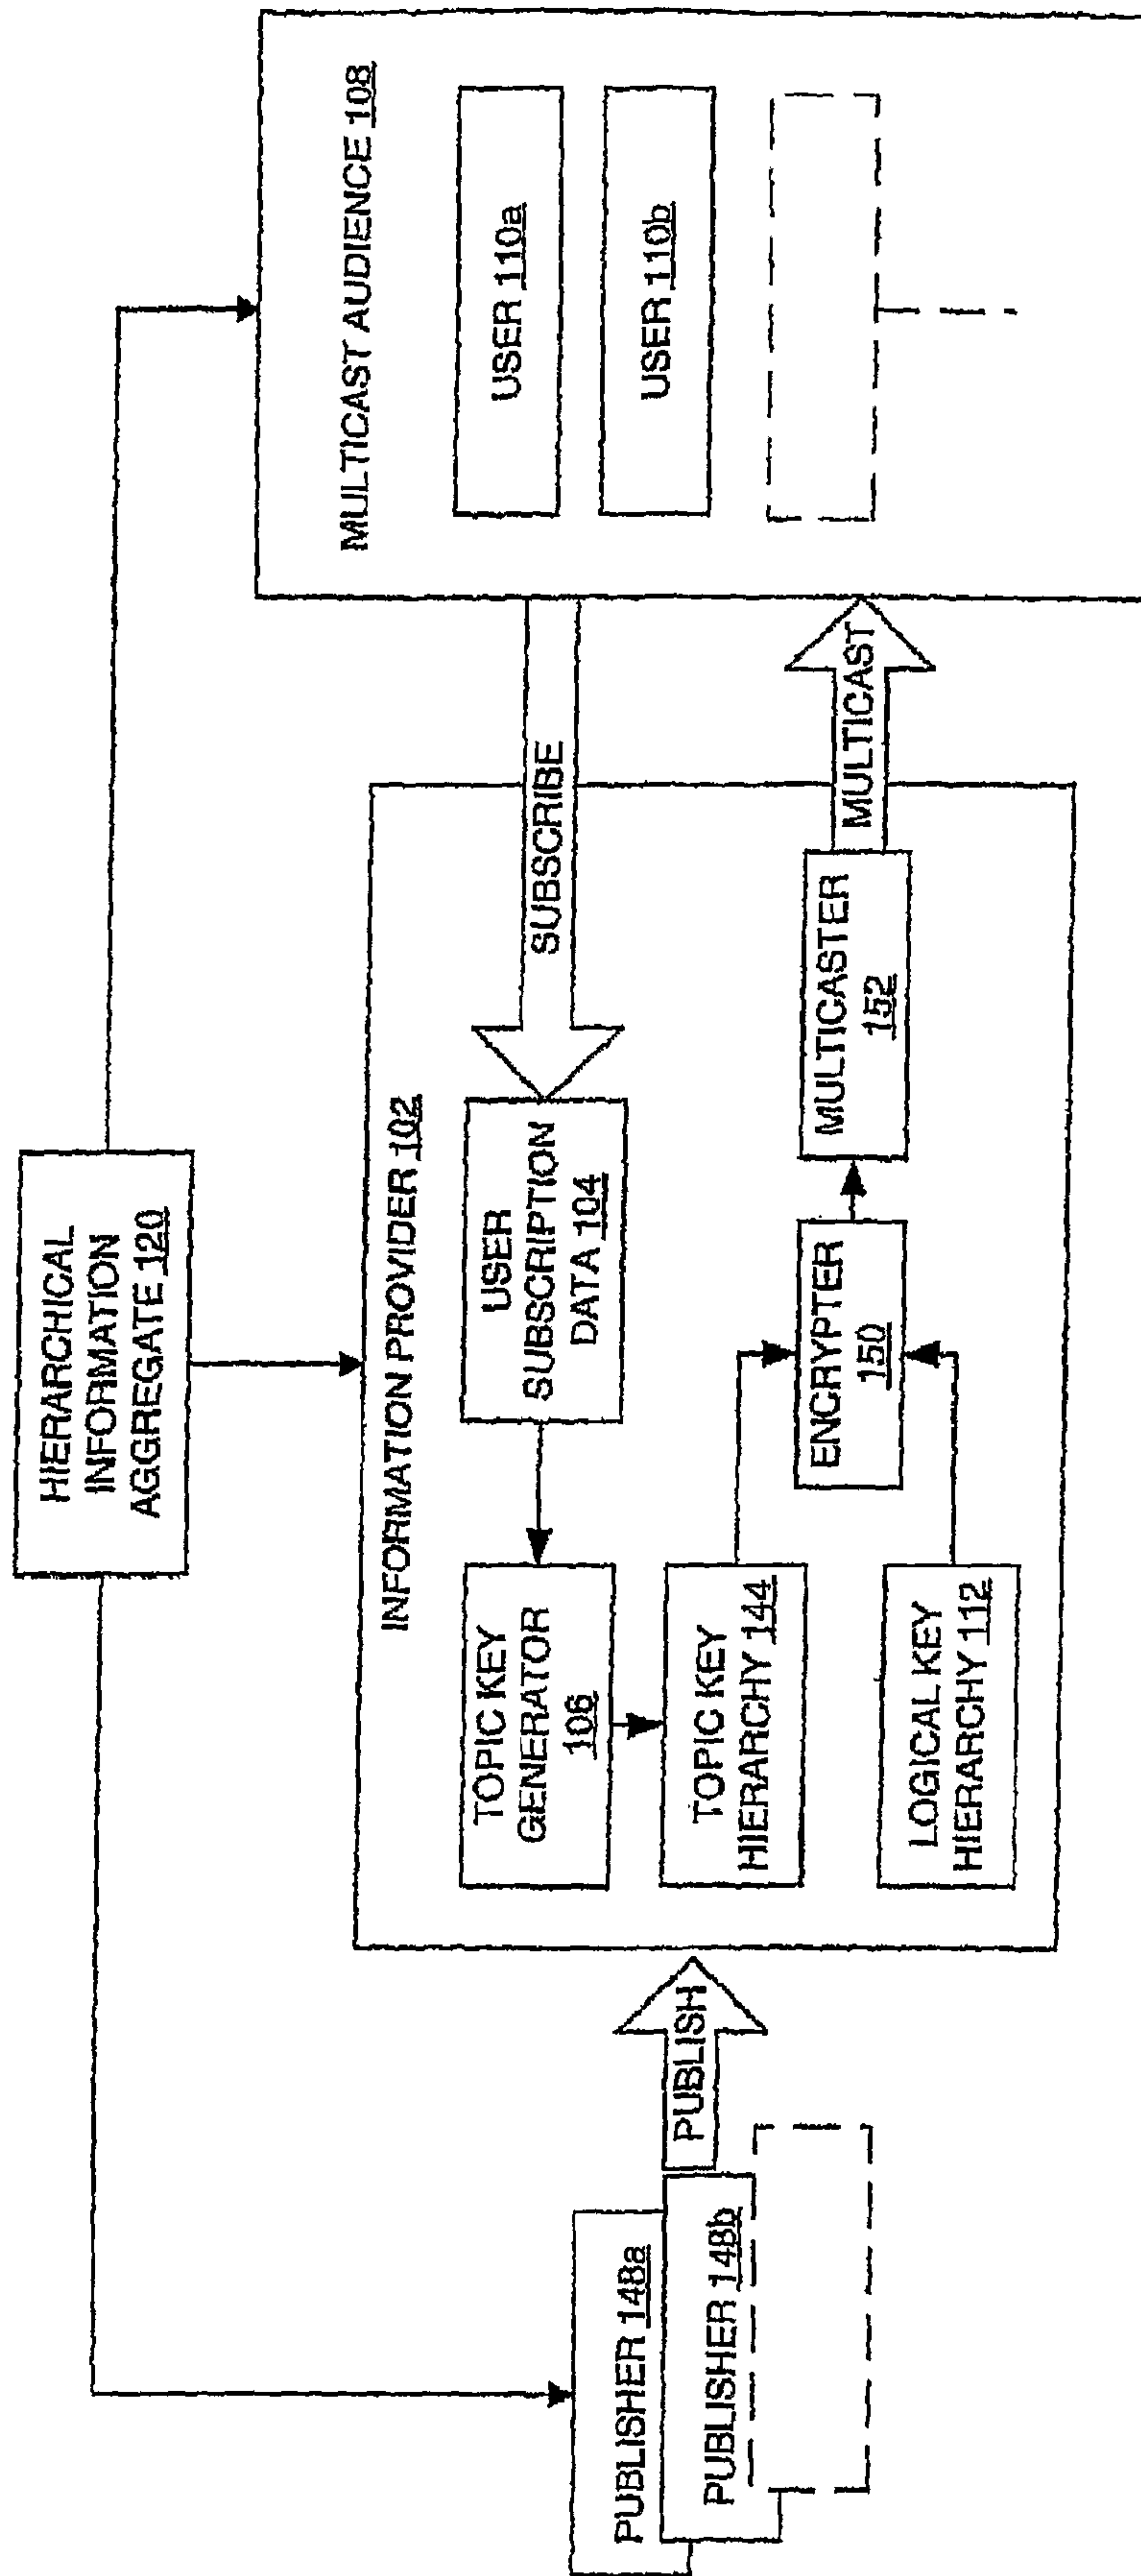 HIERARCHICAL
INFORMATION
AGGREGATE 120
PUBLISHER 148a
PUBLISHER 148b
PUBLISH
INFORMATION PROVIDER 102
TOPIC KEY
GENERATOR
106
USER
SUBSCRIPTION
DATA 104
TOPIC KEY
HIERARCHY 144
LOGICAL KEY
HIERARCHY 112
ENCRYPTER
150
MULTICASTER
152
SUBSCRIBE
MULTICAST
MULTICAST AUDIENCE 108
USER 110a
USER 110b